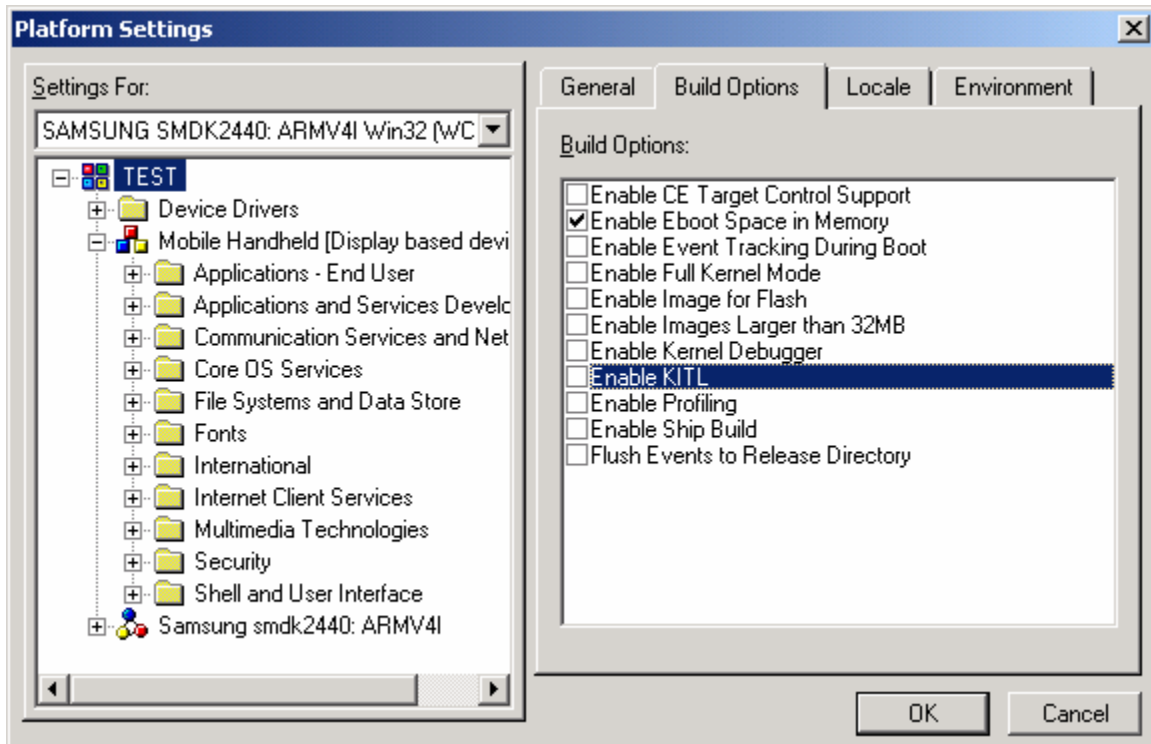 Platform Settings
Settings For:
SAMSUNG SMDK2440: ARMV4I Win32 (WC
TEST
Device Drivers
Mobile Handheld [Display based devi
Applications - End User
Applications and Services Develc
Communication Services and Net
Core OS Services
File Systems and Data Store
Fonts
International
Internet Client Services
Multimedia Technologies
Security
Shell and User Interface
Samsung smdk2440: ARMV4I
General
Build Options
Locale
Environment
Build Options:
Enable CE Target Control Support
Enable Eboot Space in Memory
Enable Event Tracking During Boot
Enable Full Kernel Mode
Enable Image for Flash
Enable Images Larger than 32MB
Enable Kernel Debugger
Enable KITL
Enable Profiling
Enable Ship Build
Flush Events to Release Directory
OK
Cancel